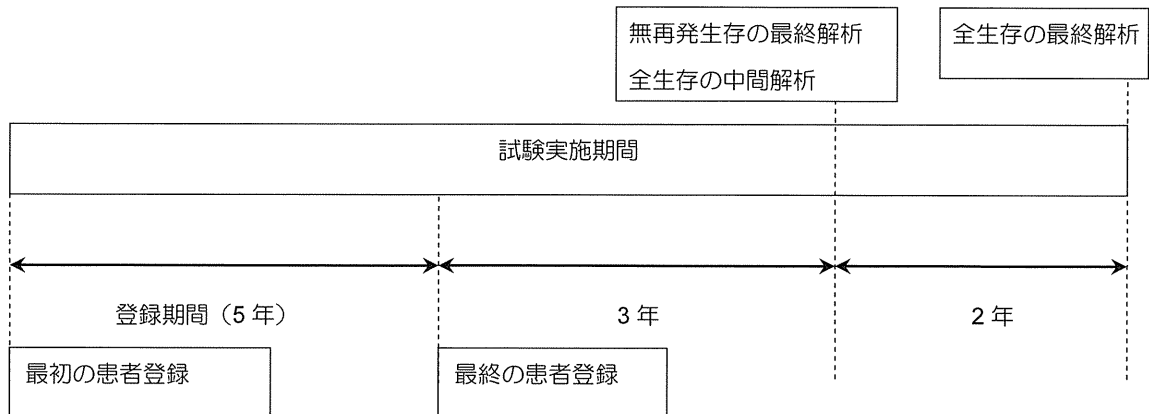 無再発生存の最終解析
全生存の中間解析
全生存の最終解析
試験実施期間
登録期間（5 年）
3 年
2 年
最初の患者登録
最終の患者登録